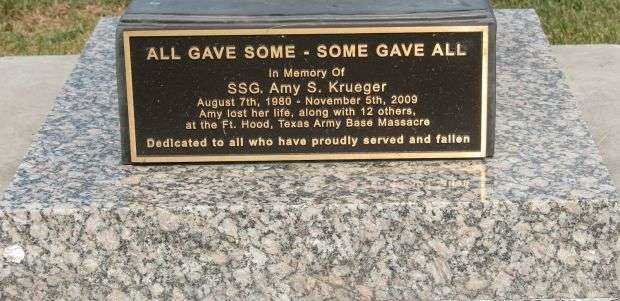 ALL GAVE SOME - SOME GAVE ALL
In Memory Of
SSG. Amy S. Krueger
August 7th, 1980 - November 5th, 2009
Amy lost her life, along with 12 others,
at the Ft. Hood, Texas Army Base Massacre
Dedicated to all who have proudly served and fallen